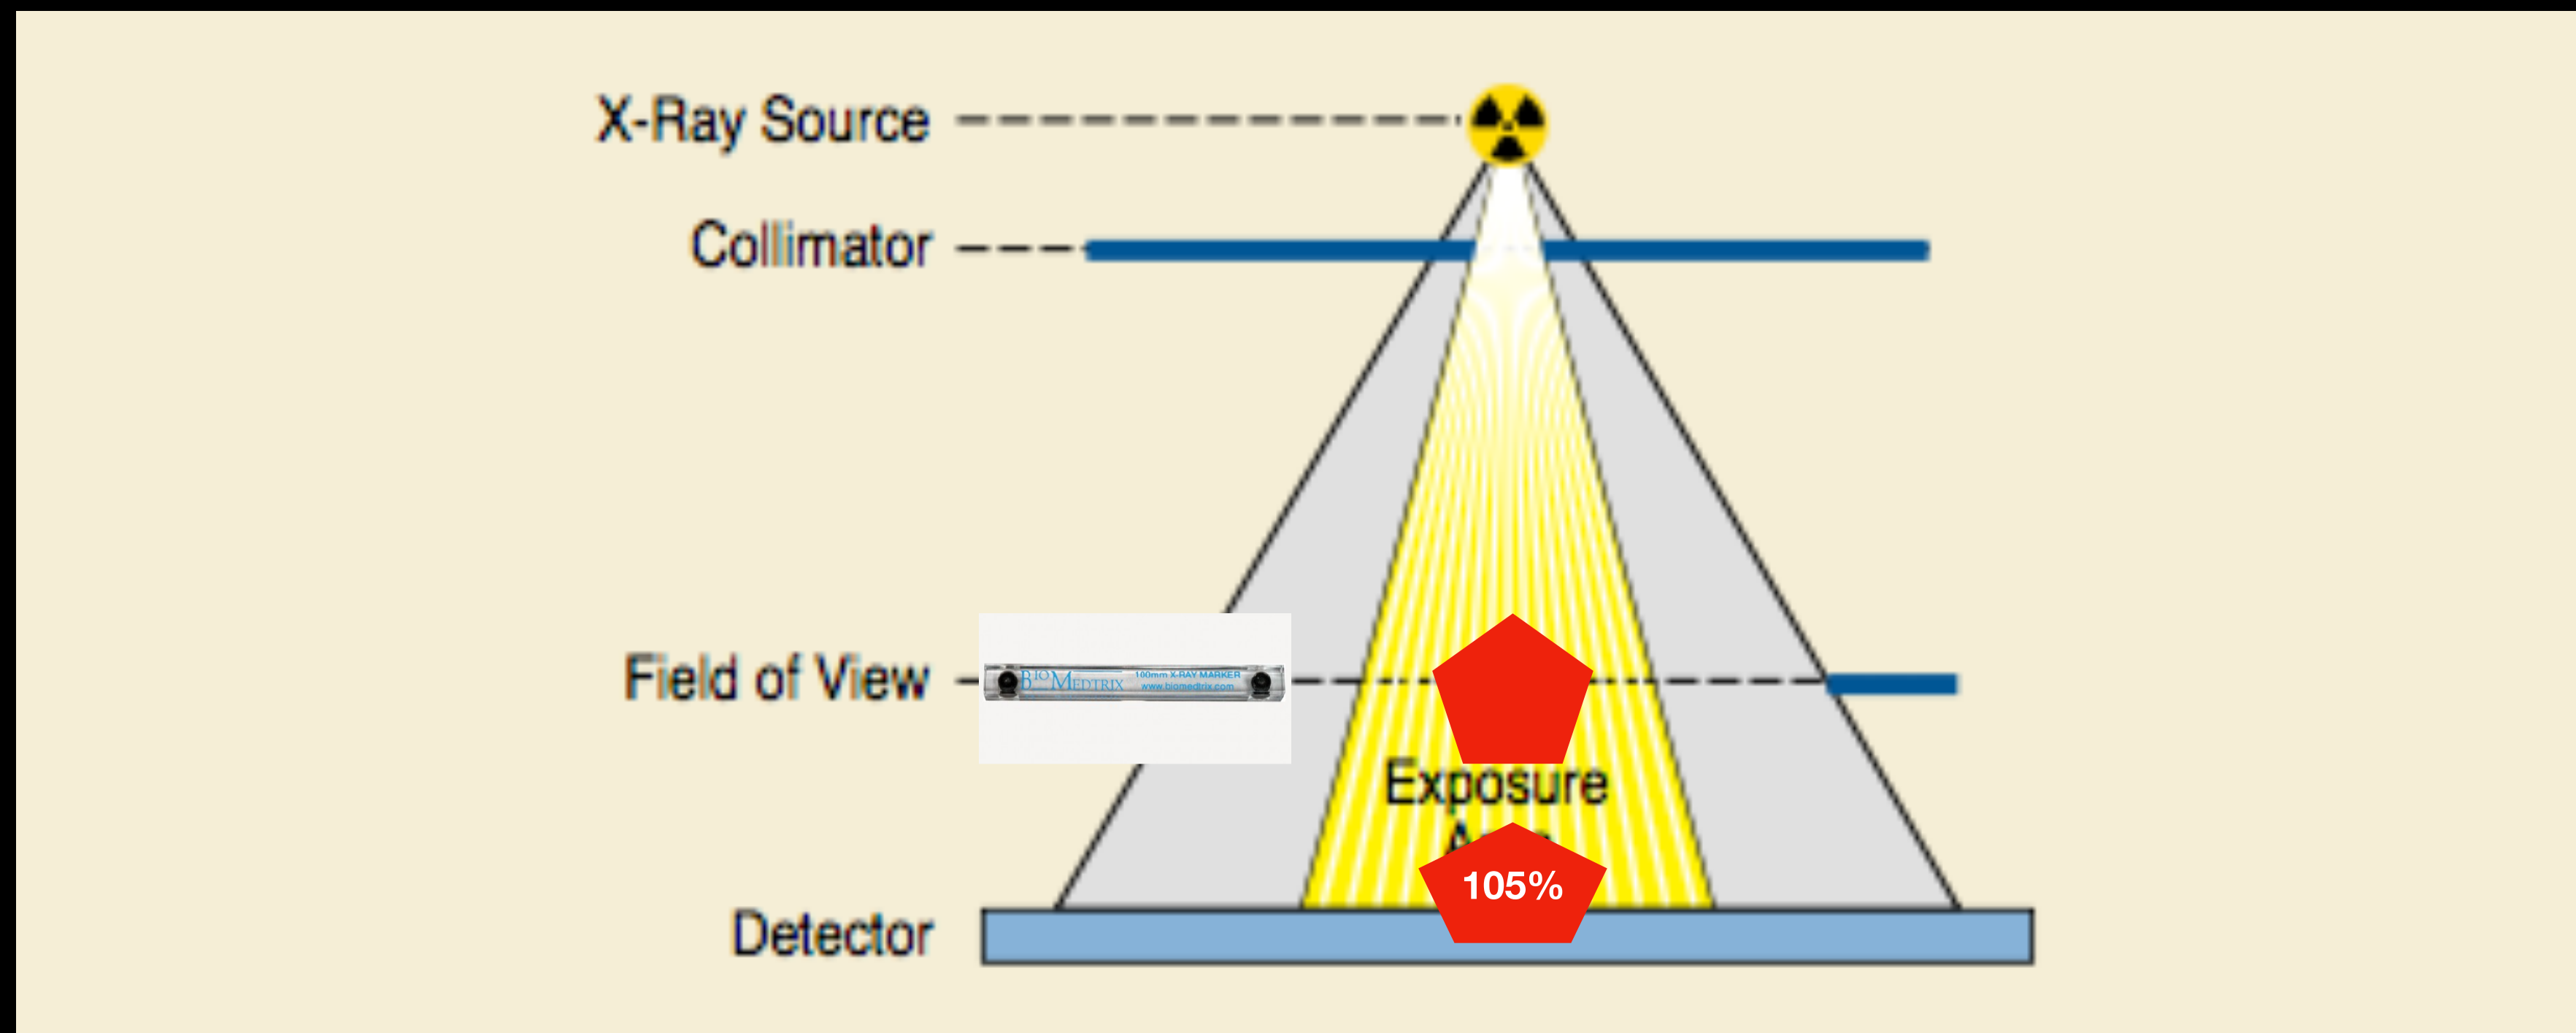 X-Ray Source
Collimator
Field of View
BIOMEDTRIX
100mm X-RAY MARKER
www.biomedtrix.com
Exposure
105%
Detector